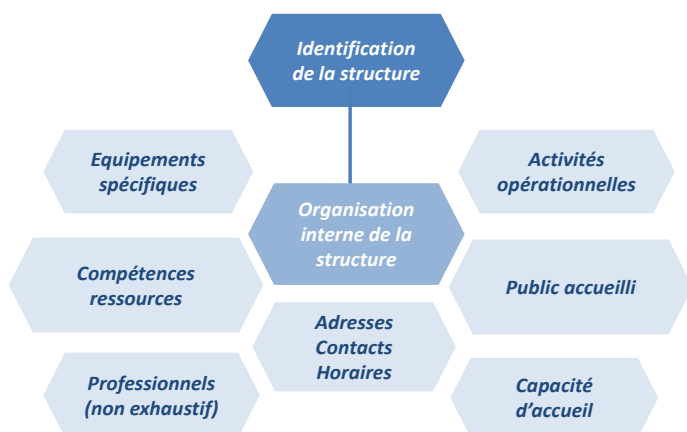 Identification
de la structure
Equipements
spécifiques
Activités
opérationnelles
Organisation
interne de la
structure
Compétences
ressources
Public accueilli
Adresses
Contacts
Horaires
Professionnels
(non exhaustif)
Capacité
d’accueil